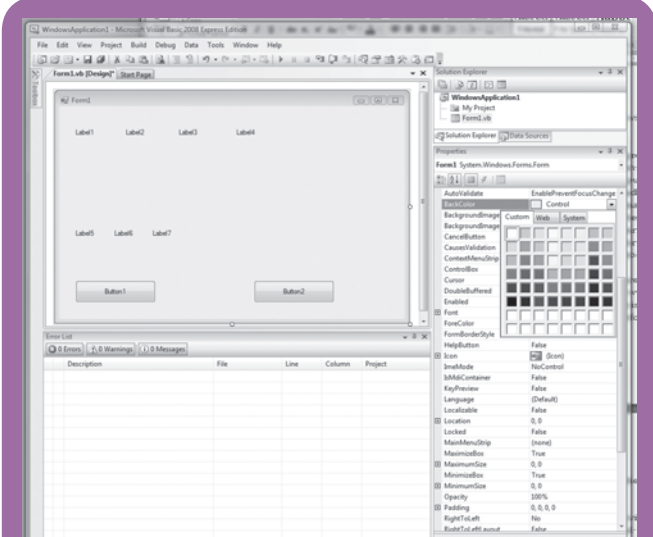 WindowsApplication1 - Microsoft Visual Basic 2008 Express Edition
File Edit View Project Build Debug Data Tools Window Help
Toolbox
Form1.vb [Design]* Start Page
Form1
Label1 Label2 Label3 Label4
Label5 Label6 Label7
Button1 Button2
Error List
0 Errors 0 Warnings 0 Messages
Description File Line Column Project
Solution Explorer
WindowsApplication1
My Project
Form1.vb
Solution Explorer Data Sources
Properties
Form1 System.Windows.Forms.Form
AutoValidate EnablePreventFocusChange
BackColor Control
BackgroundImage Custom Web System
BackgroundImage
CancelButton
CausesValidation
ContextMenuStrip
ControlBox
Cursor
DoubleBuffered
Enabled
Font
ForeColor
FormBorderStyle
HelpButton False
Icon (Icon)
ImeMode NoControl
IsMdiContainer False
KeyPreview False
Language (Default)
Localizable False
Location 0, 0
Locked False
MainMenuStrip (none)
MaximizeBox True
MaximumSize 0, 0
MinimizeBox True
MinimumSize 0, 0
Opacity 100%
Padding 0, 0, 0, 0
RightToLeft No
RightToLeftLayout False